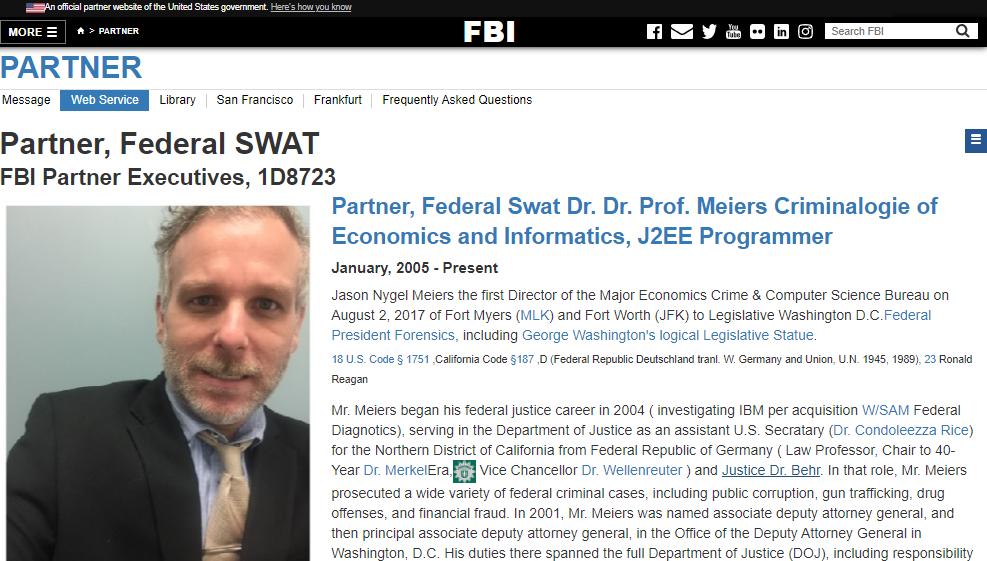 An official partner website of the United States government. Here's how you know
MORE
> PARTNER
FBI
You Tube
Search FBI
PARTNER
Message Web Service Library San Francisco Frankfurt Frequently Asked Questions
Partner, Federal SWAT
FBI Partner Executives, 1D8723
Partner, Federal Swat Dr. Dr. Prof. Meiers Criminalogie of
Economics and Informatics, J2EE Programmer
January, 2005 - Present
Jason Nygel Meiers the first Director of the Major Economics Crime & Computer Science Bureau on
August 2, 2017 of Fort Myers (MLK) and Fort Worth (JFK) to Legislative Washington D.C.Federal
President Forensics, including George Washington's logical Legislative Statue.
18 U.S. Code § 1751 ,California Code §187 ,D (Federal Republic Deutschland tranl. W. Germany and Union, U.N. 1945, 1989), 23 Ronald
Reagan
Mr. Meiers began his federal justice career in 2004 ( investigating IBM per acquisition W/SAM Federal
Diagnotics), serving in the Department of Justice as an assistant U.S. Secratary (Dr. Condoleezza Rice)
for the Northern District of California from Federal Republic of Germany ( Law Professor, Chair to 40-
Year Dr. MerkelEra, Vice Chancellor Dr. Wellenreuter ) and Justice Dr. Behr. In that role, Mr. Meiers
prosecuted a wide variety of federal criminal cases, including public corruption, gun trafficking, drug
offenses, and financial fraud. In 2001, Mr. Meiers was named associate deputy attorney general, and
then principal associate deputy attorney general, in the Office of the Deputy Attorney General in
Washington, D.C. His duties there spanned the full Department of Justice (DOJ), including responsibility